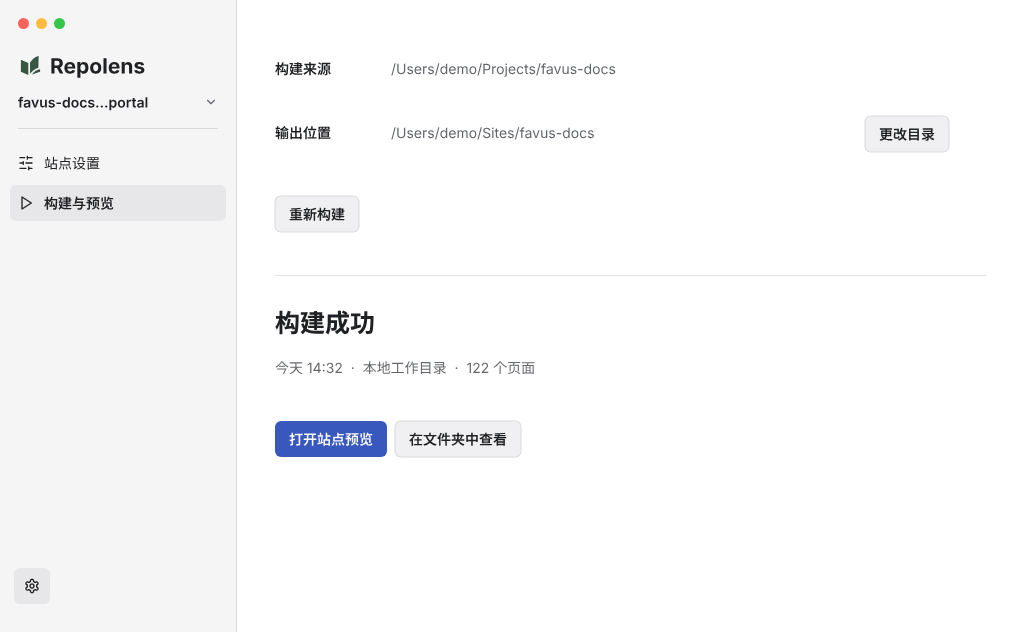 Repolens
favus-docs...portal
站点设置
构建与预览
构建来源 /Users/demo/Projects/favus-docs
输出位置 /Users/demo/Sites/favus-docs 更改目录
重新构建
构建成功
今天 14:32 · 本地工作目录 · 122 个页面
打开站点预览 在文件夹中查看